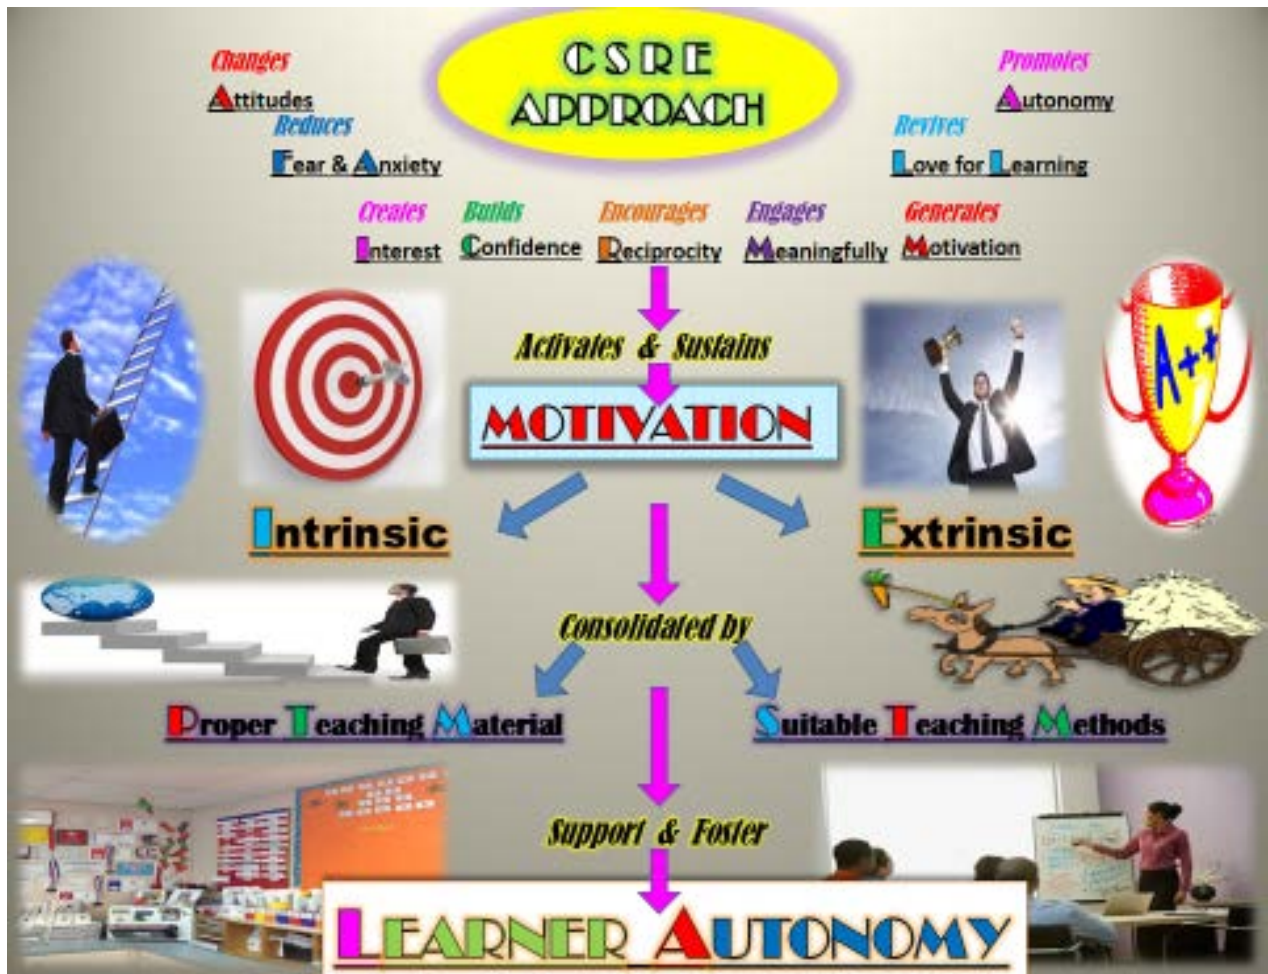 CSRE
APPROACH
Changes
Attitudes
Promotes
Autonomy
Reduces
Fear & Anxiety
Revives
Love for Learning
Creates
Interest
Builds
Confidence
Encourages
Reciprocity
Engages
Meaningfully
Generates
Motivation
Activates & Sustains
MOTIVATION
A++
Intrinsic
Extrinsic
Consolidated by
Proper Teaching Material
Suitable Teaching Methods
Support & Foster
LEARNER AUTONOMY